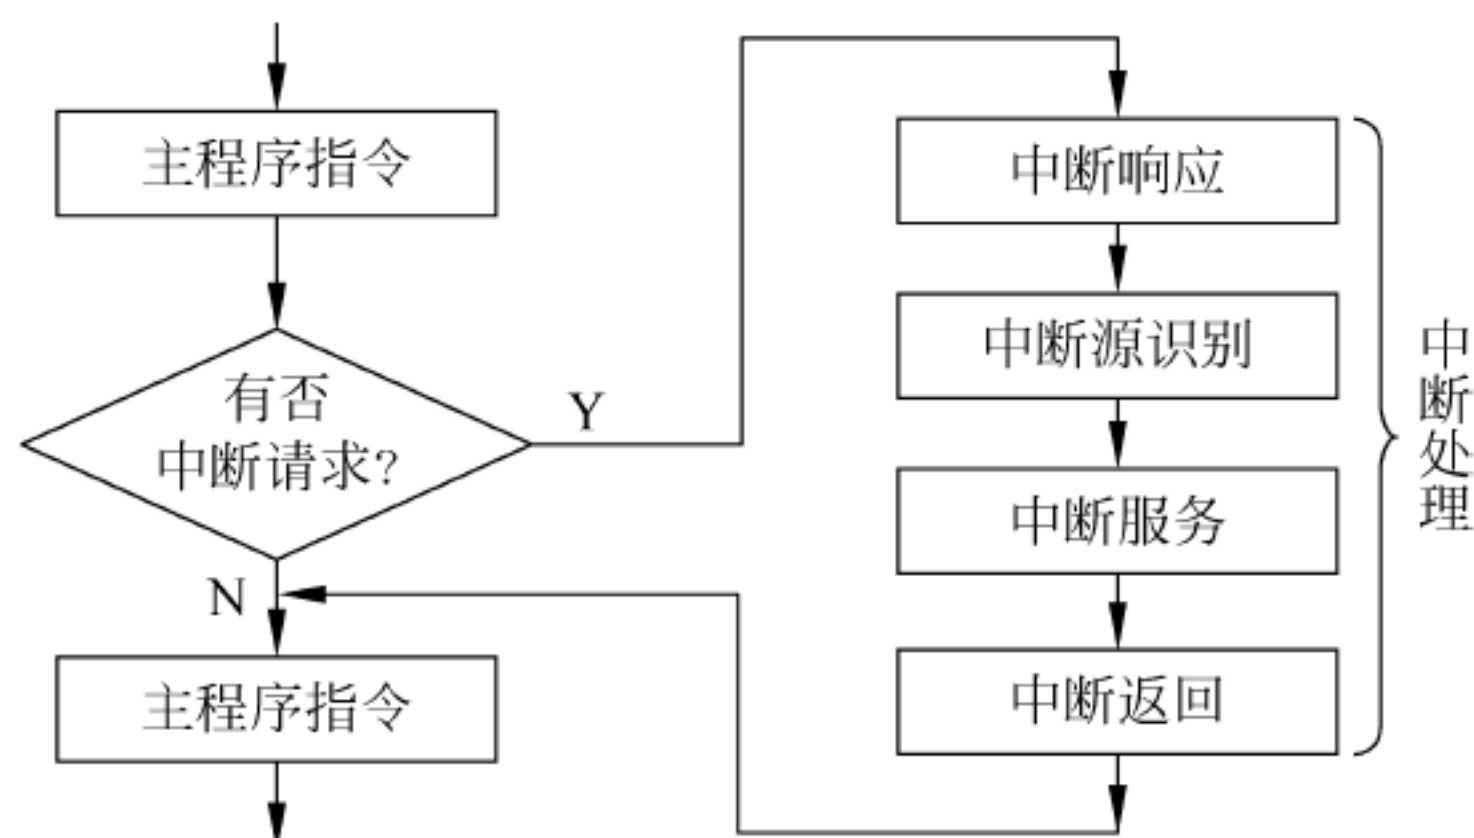 主程序指令
有否
中断请求?
Y
N
主程序指令
中断响应
中断源识别
中断服务
中断返回
中断处理